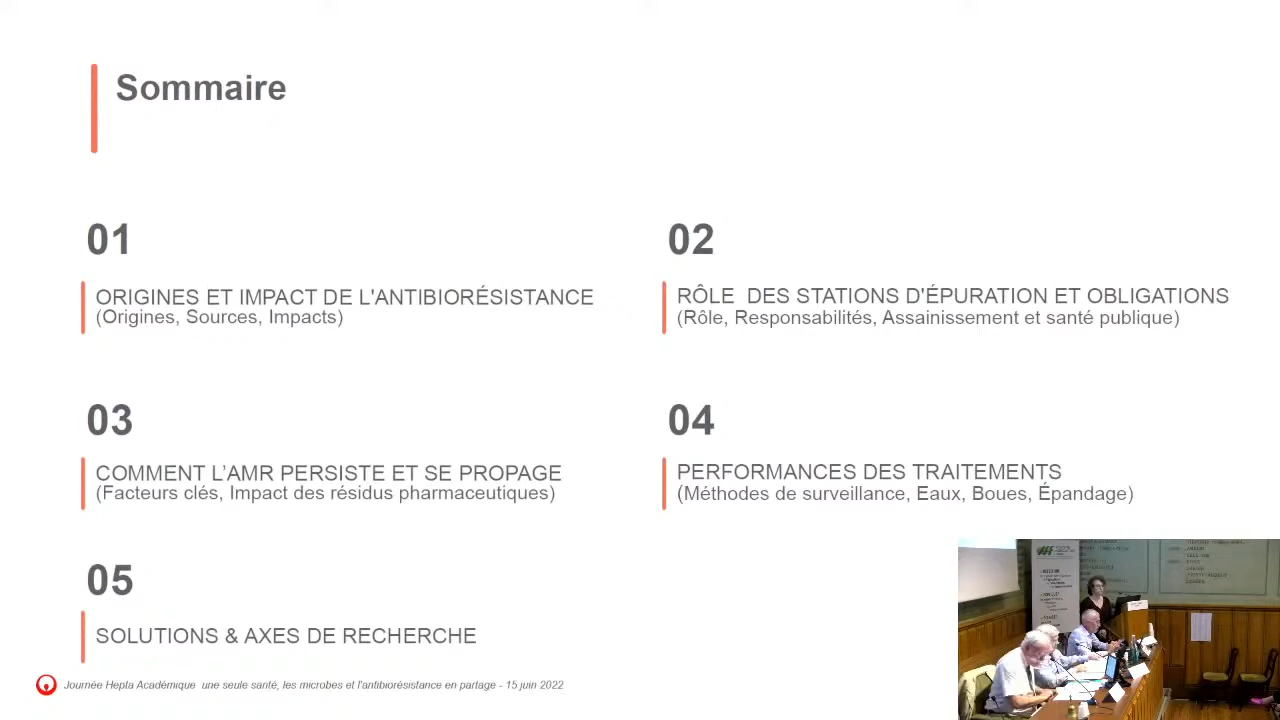 Sommaire
01
ORIGINES ET IMPACT DE L'ANTIBIORÉSISTANCE
(Origines, Sources, Impacts)
02
RÔLE  DES STATIONS D'ÉPURATION ET OBLIGATIONS
(Rôle, Responsabilités, Assainissement et santé publique)
03
COMMENT L’AMR PERSISTE ET SE PROPAGE
(Facteurs clés, Impact des résidus pharmaceutiques)
04
PERFORMANCES DES TRAITEMENTS
(Méthodes de surveillance, Eaux, Boues, Épandage)
05
SOLUTIONS & AXES DE RECHERCHE
Journée Hepta Académique  une seule santé, les microbes et l'antibiorésistance en partage - 15 juin 2022